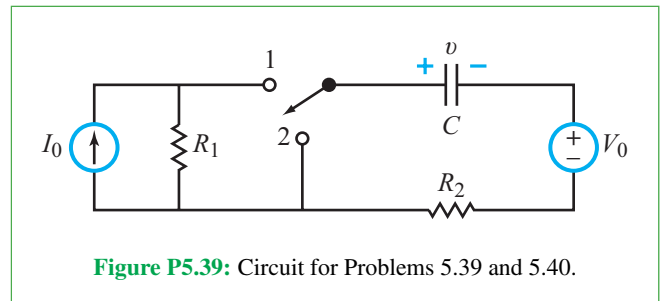 1
υ
+ −
I0
R1
2
C
+
−
V0
R2
Figure P5.39: Circuit for Problems 5.39 and 5.40.